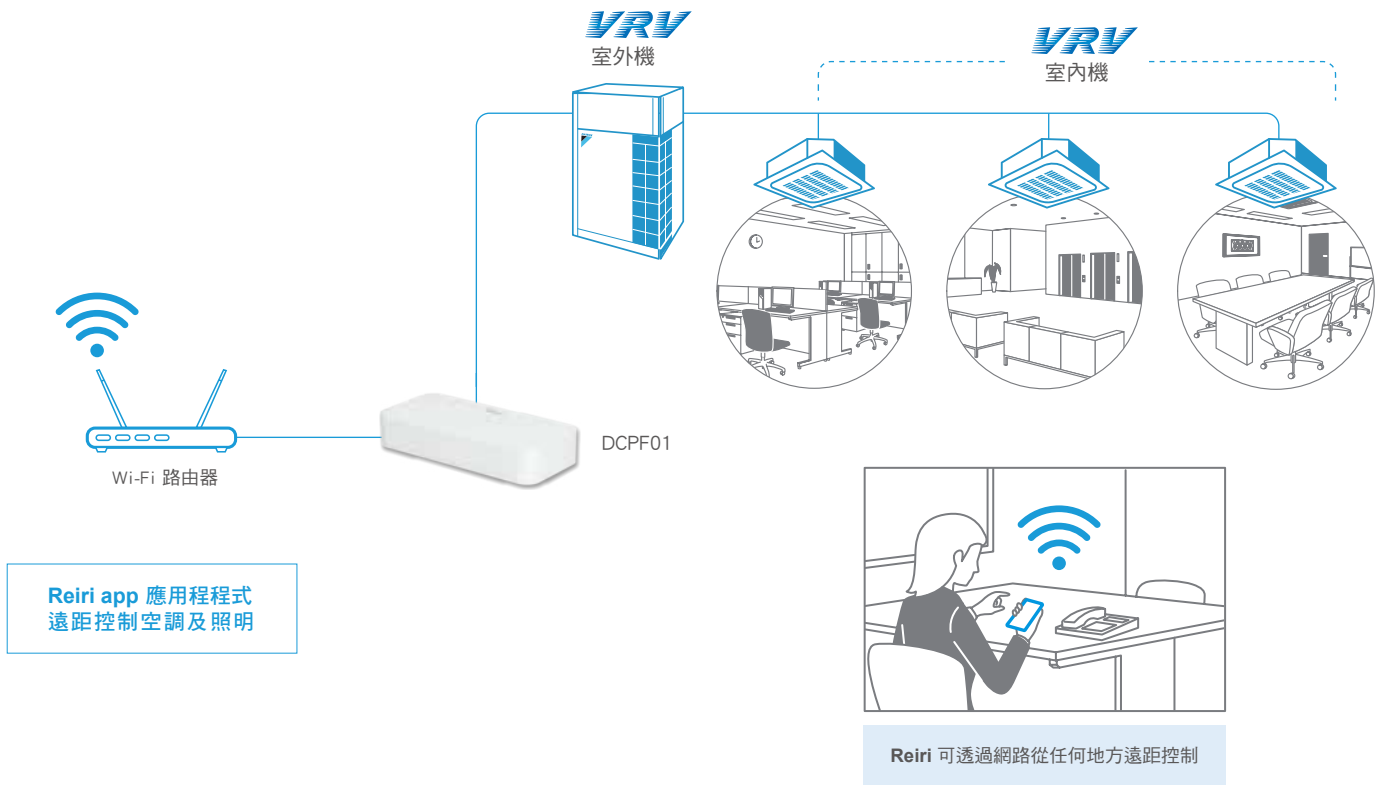 VRV
室外機
VRV
室內機
DCPF01
Wi-Fi 路由器
Reiri app 應用程程式
遠距控制空調及照明
Reiri 可透過網路從任何地方遠距控制